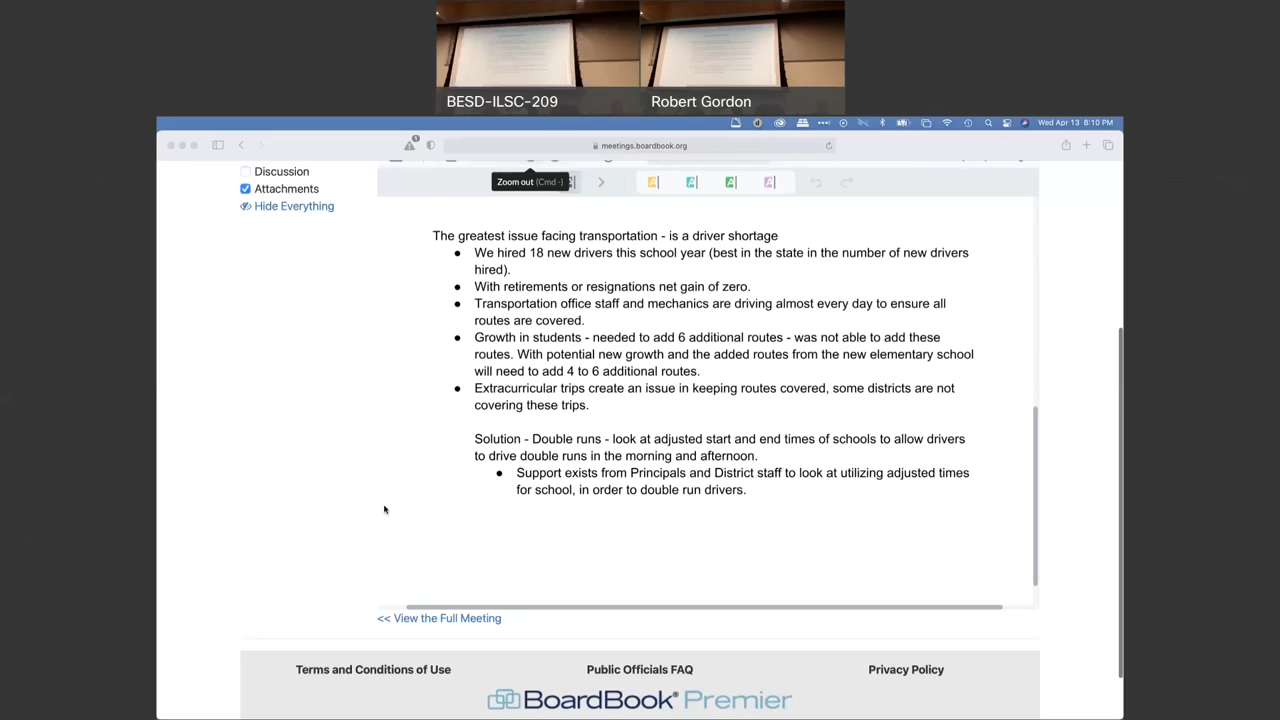 BESD-ILSC-209
Robert Gordon
Wed Apr 13 8:10 PM
meetings.boardbook.org
Discussion
Attachments
Hide Everything
Zoom out (Cmd -)
The greatest issue facing transportation - is a driver shortage
● We hired 18 new drivers this school year (best in the state in the number of new drivers
hired).
● With retirements or resignations net gain of zero.
● Transportation office staff and mechanics are driving almost every day to ensure all
routes are covered.
● Growth in students - needed to add 6 additional routes - was not able to add these
routes. With potential new growth and the added routes from the new elementary school
will need to add 4 to 6 additional routes.
● Extracurricular trips create an issue in keeping routes covered, some districts are not
covering these trips.
Solution - Double runs - look at adjusted start and end times of schools to allow drivers
to drive double runs in the morning and afternoon.
● Support exists from Principals and District staff to look at utilizing adjusted times
for school, in order to double run drivers.
<< View the Full Meeting
Terms and Conditions of Use
Public Officials FAQ
Privacy Policy
BoardBook® Premier